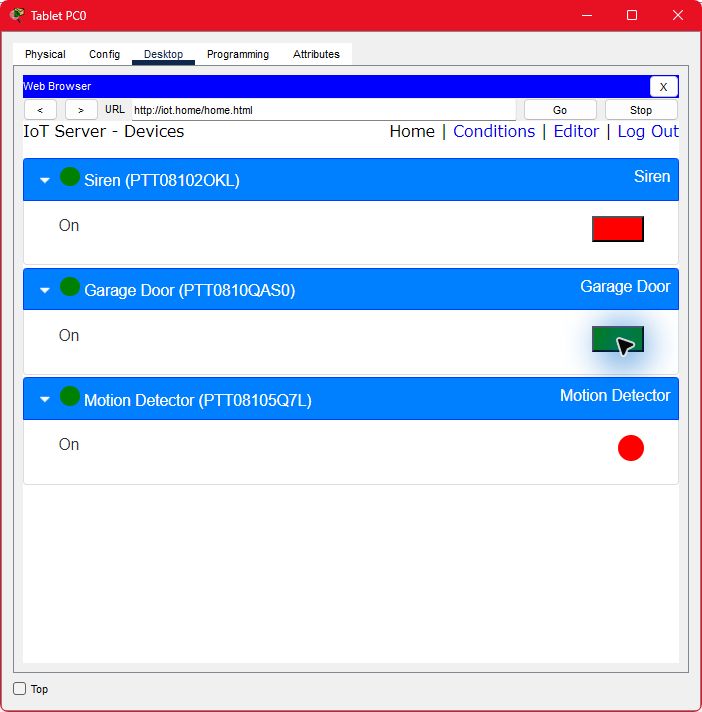 Tablet PC0
Physical Config Desktop Programming Attributes
Web Browser X
< > URL http://iot.home/home.html Go Stop
IoT Server - Devices Home | Conditions | Editor | Log Out
Siren (PTT08102OKL) Siren
On
Garage Door (PTT0810QAS0) Garage Door
On
Motion Detector (PTT08105Q7L) Motion Detector
On
Top